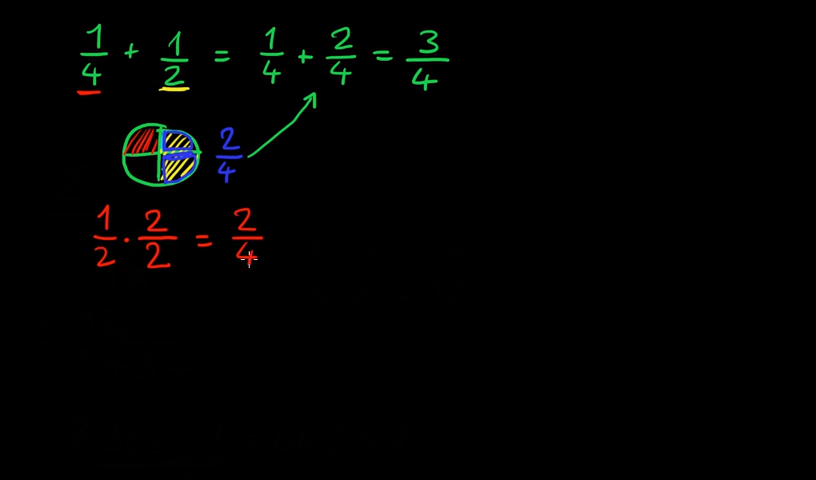 1/4 + 1/2 = 1/4 + 2/4 = 3/4
2/4
1/2 · 2/2 = 2/4